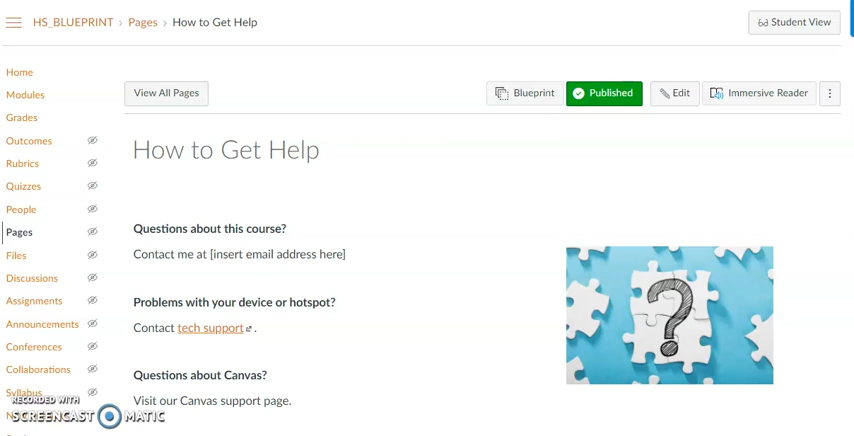 HS_BLUEPRINT › Pages › How to Get Help
Student View
Home
Modules
Grades
Outcomes
Rubrics
Quizzes
People
Pages
Files
Discussions
Assignments
Announcements
Conferences
Collaborations
Syllabus
View All Pages
Blueprint
Published
Edit
Immersive Reader
How to Get Help
Questions about this course?
Contact me at [insert email address here]
Problems with your device or hotspot?
Contact tech support .
Questions about Canvas?
Visit our Canvas support page.
?
RECORDED WITH
SCREENCAST MATIC